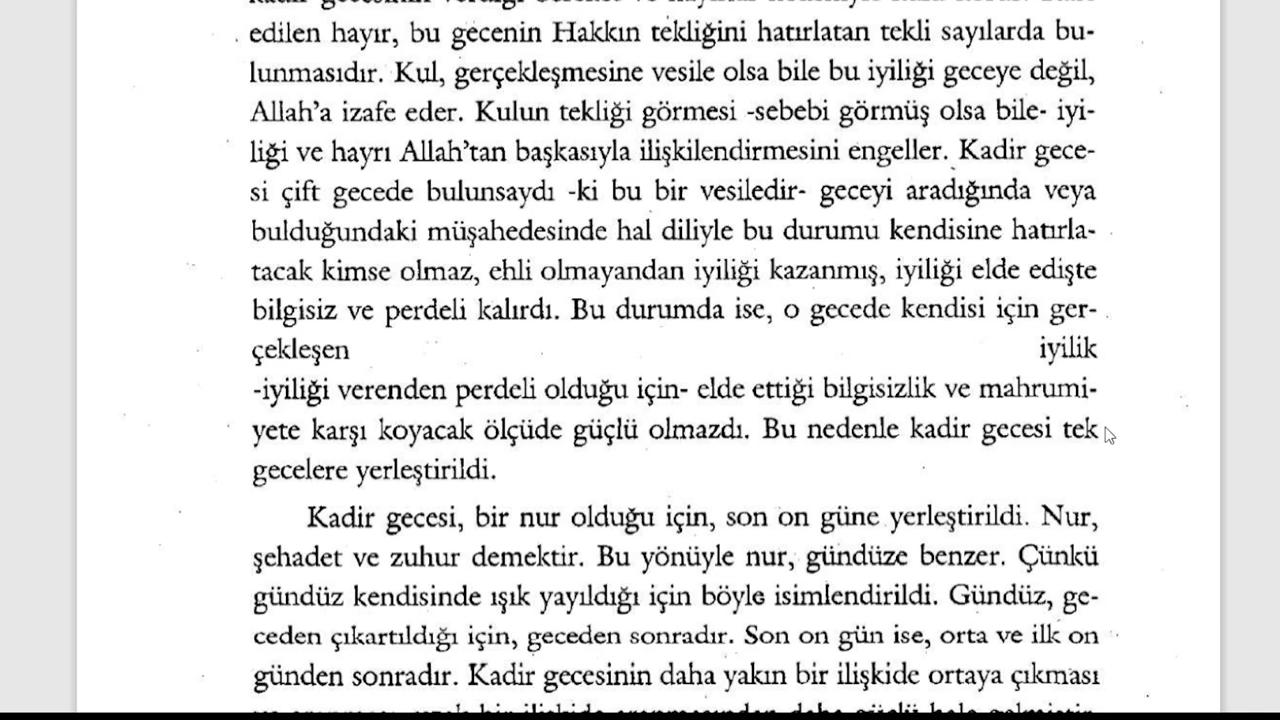 edilen hayır, bu gecenin Hakkın tekliğini hatırlatan tekli sayılarda bu-
lunmasıdır. Kul, gerçekleşmesine vesile olsa bile bu iyiliği geceye değil,
Allah'a izafe eder. Kulun tekliği görmesi -sebebi görmüş olsa bile- iyi-
liği ve hayrı Allah'tan başkasıyla ilişkilendirmesini engeller. Kadir gece-
si çift gecede bulunsaydı -ki bu bir vesiledir- geceyi aradığında veya
bulduğundaki müşahedesinde hal diliyle bu durumu kendisine hatırla-
tacak kimse olmaz, ehli olmayandan iyiliği kazanmış, iyiliği elde edişte
bilgisiz ve perdeli kalırdı. Bu durumda ise, o gecede kendisi için ger-
çekleşen iyilik
-iyiliği verenden perdeli olduğu için- elde ettiği bilgisizlik ve mahrumi-
yete karşı koyacak ölçüde güçlü olmazdı. Bu nedenle kadir gecesi tek
gecelere yerleştirildi.
Kadir gecesi, bir nur olduğu için, son on güne yerleştirildi. Nur,
şehadet ve zuhur demektir. Bu yönüyle nur, gündüze benzer. Çünkü
gündüz kendisinde ışık yayıldığı için böyle isimlendirildi. Gündüz, ge-
ceden çıkartıldığı için, geceden sonradır. Son on gün ise, orta ve ilk on
günden sonradır. Kadir gecesinin daha yakın bir ilişkide ortaya çıkması